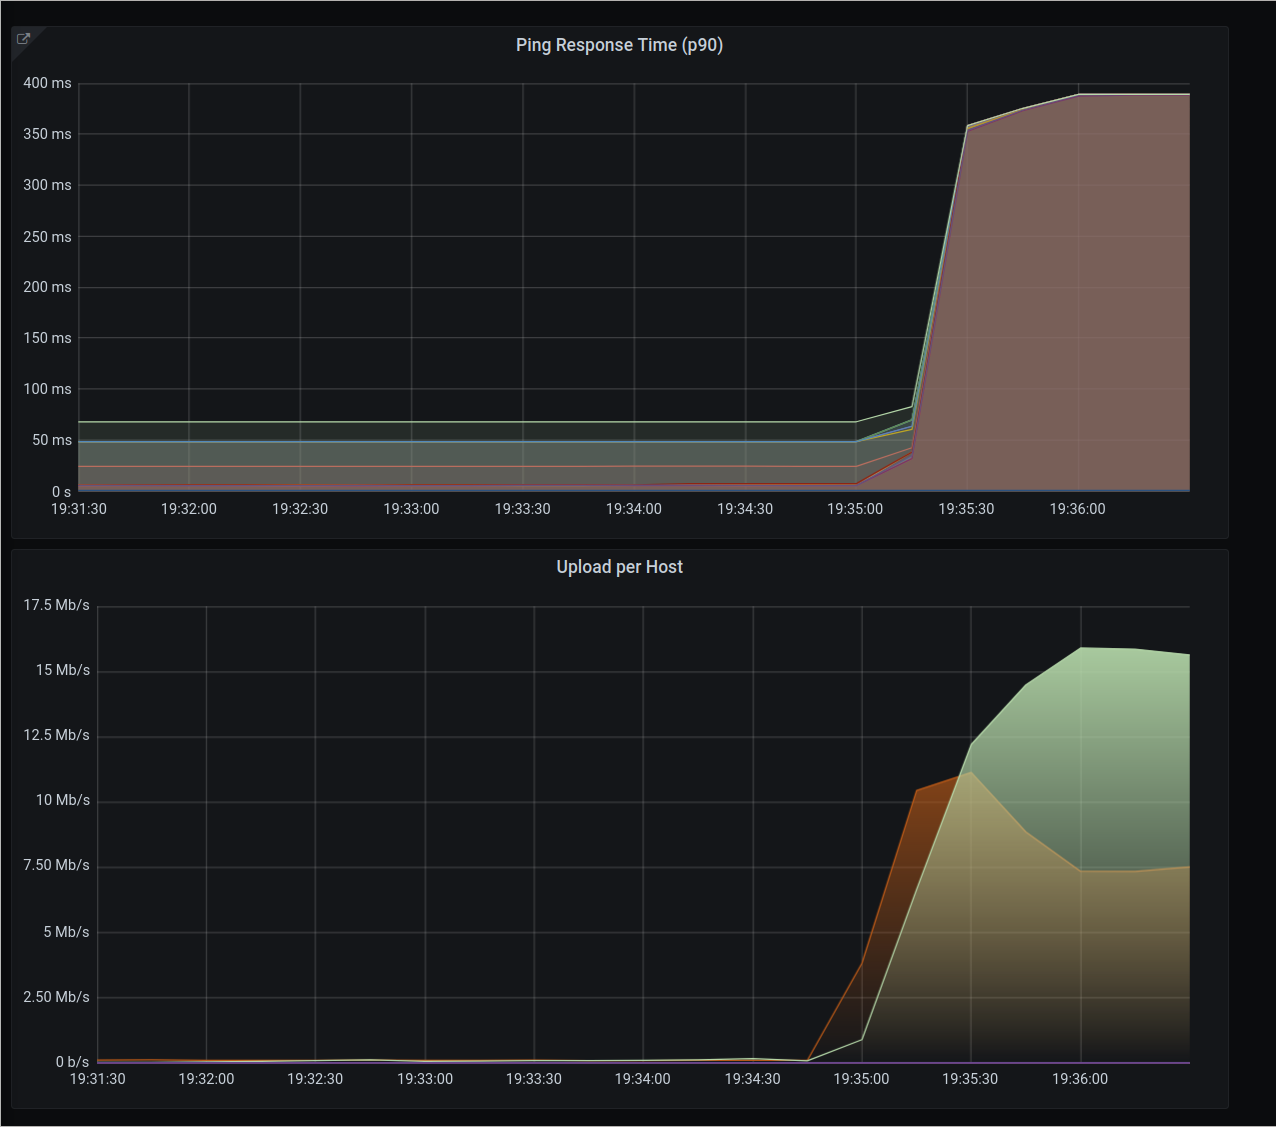 Ping Response Time (p90)
400 ms
350 ms
300 ms
250 ms
200 ms
150 ms
100 ms
50 ms
0 s
19:31:30 19:32:00 19:32:30 19:33:00 19:33:30 19:34:00 19:34:30 19:35:00 19:35:30 19:36:00
Upload per Host
17.5 Mb/s
15 Mb/s
12.5 Mb/s
10 Mb/s
7.50 Mb/s
5 Mb/s
2.50 Mb/s
0 b/s
19:31:30 19:32:00 19:32:30 19:33:00 19:33:30 19:34:00 19:34:30 19:35:00 19:35:30 19:36:00